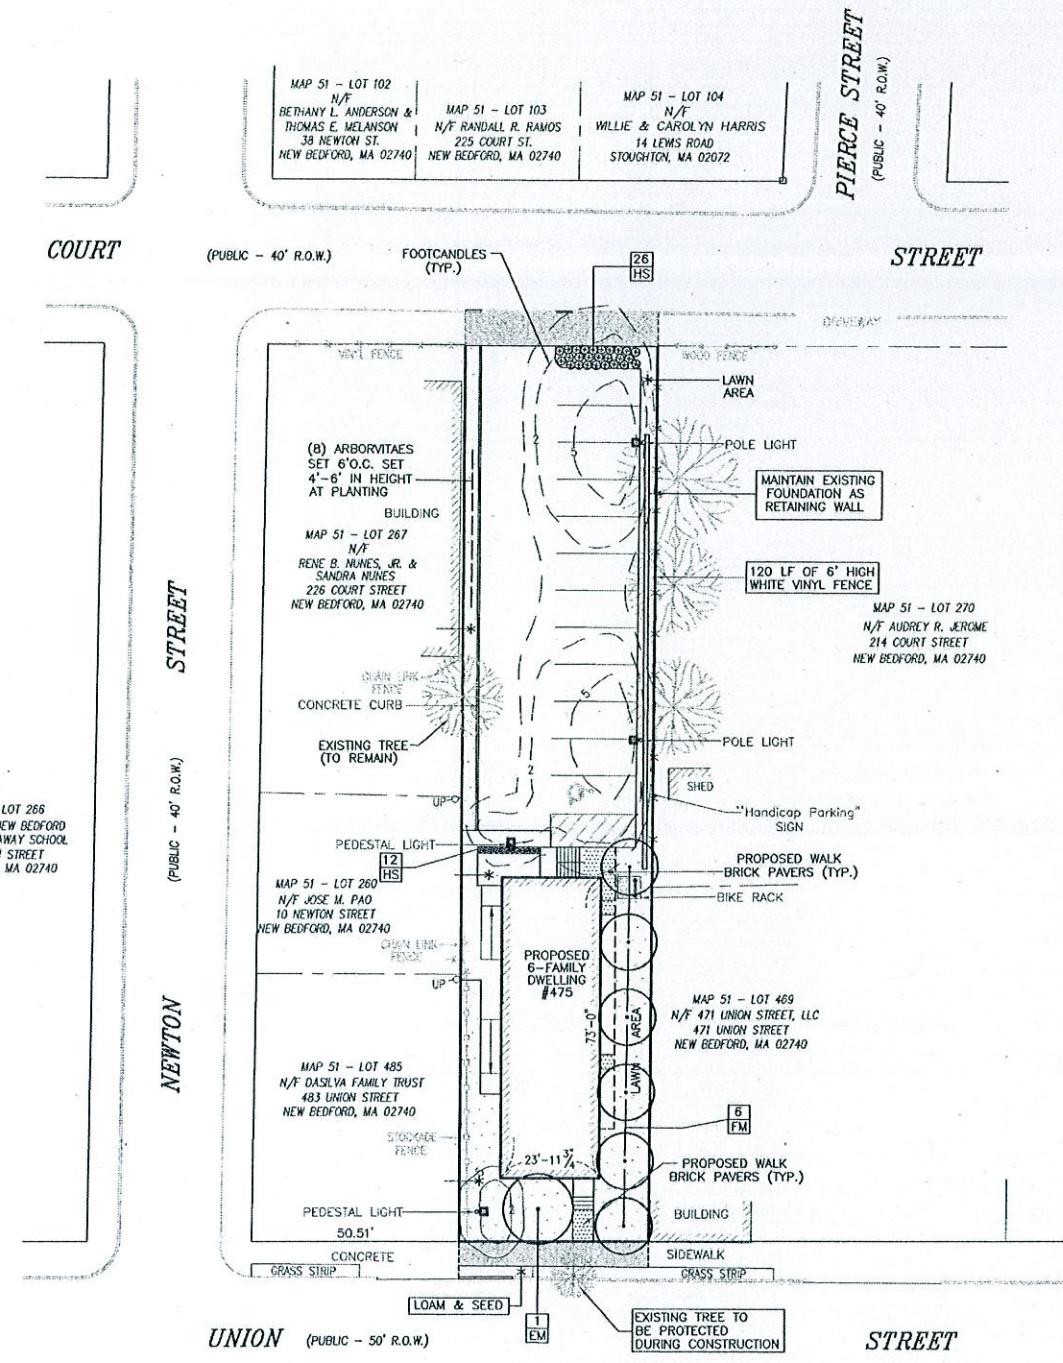 PIERCE STREET
(PUBLIC - 40' R.O.W.)
MAP 51 - LOT 102
N/F
BETHANY L. ANDERSON &
THOMAS E. MELANSON
38 NEWTON ST.
NEW BEDFORD, MA 02740
MAP 51 - LOT 103
N/F RANDALL R. RAMOS
225 COURT ST.
NEW BEDFORD, MA 02740
MAP 51 - LOT 104
N/F
WILLIE & CAROLYN HARRIS
14 LEWIS ROAD
STOUGHTON, MA 02072
COURT
(PUBLIC - 40' R.O.W.)
STREET
FOOTCANDLES
(TYP.)
26
HS
DRIVEWAY
VINYL FENCE
WOOD FENCE
LAWN
AREA
2
5
POLE LIGHT
(8) ARBORVITAES
SET 6'O.C. SET
4'-6' IN HEIGHT
AT PLANTING
MAINTAIN EXISTING
FOUNDATION AS
RETAINING WALL
BUILDING
MAP 51 - LOT 267
N/F
RENE B. NUNES, JR. &
SANDRA NUNES
226 COURT STREET
NEW BEDFORD, MA 02740
120 LF OF 6' HIGH
WHITE VINYL FENCE
MAP 51 - LOT 270
N/F AUDREY R. JEROME
214 COURT STREET
NEW BEDFORD, MA 02740
NEWTON
(PUBLIC - 40' R.O.W.)
STREET
CHAIN LINK
FENCE
CONCRETE CURB
5
EXISTING TREE
(TO REMAIN)
POLE LIGHT
2
SHED
UP
"Handicap Parking"
SIGN
LOT 266
EW BEDFORD
AWAY SCHOOL
STREET
MA 02740
PEDESTAL LIGHT
12
HS
PROPOSED WALK
BRICK PAVERS (TYP.)
BIKE RACK
MAP 51 - LOT 260
N/F JOSE M. PAO
10 NEWTON STREET
NEW BEDFORD, MA 02740
CHAIN LINK
FENCE
UP
PROPOSED
6-FAMILY
DWELLING
#475
73'-0"
LAWN AREA
MAP 51 - LOT 469
N/F 471 UNION STREET, LLC
471 UNION STREET
NEW BEDFORD, MA 02740
MAP 51 - LOT 485
N/F DASILVA FAMILY TRUST
483 UNION STREET
NEW BEDFORD, MA 02740
6
FM
STOCKADE
FENCE
23'-11 3/4"
PROPOSED WALK
BRICK PAVERS (TYP.)
PEDESTAL LIGHT
2
BUILDING
50.51'
CONCRETE
SIDEWALK
GRASS STRIP
GRASS STRIP
LOAM & SEED
1
EM
EXISTING TREE TO
BE PROTECTED
DURING CONSTRUCTION
UNION
(PUBLIC - 50' R.O.W.)
STREET